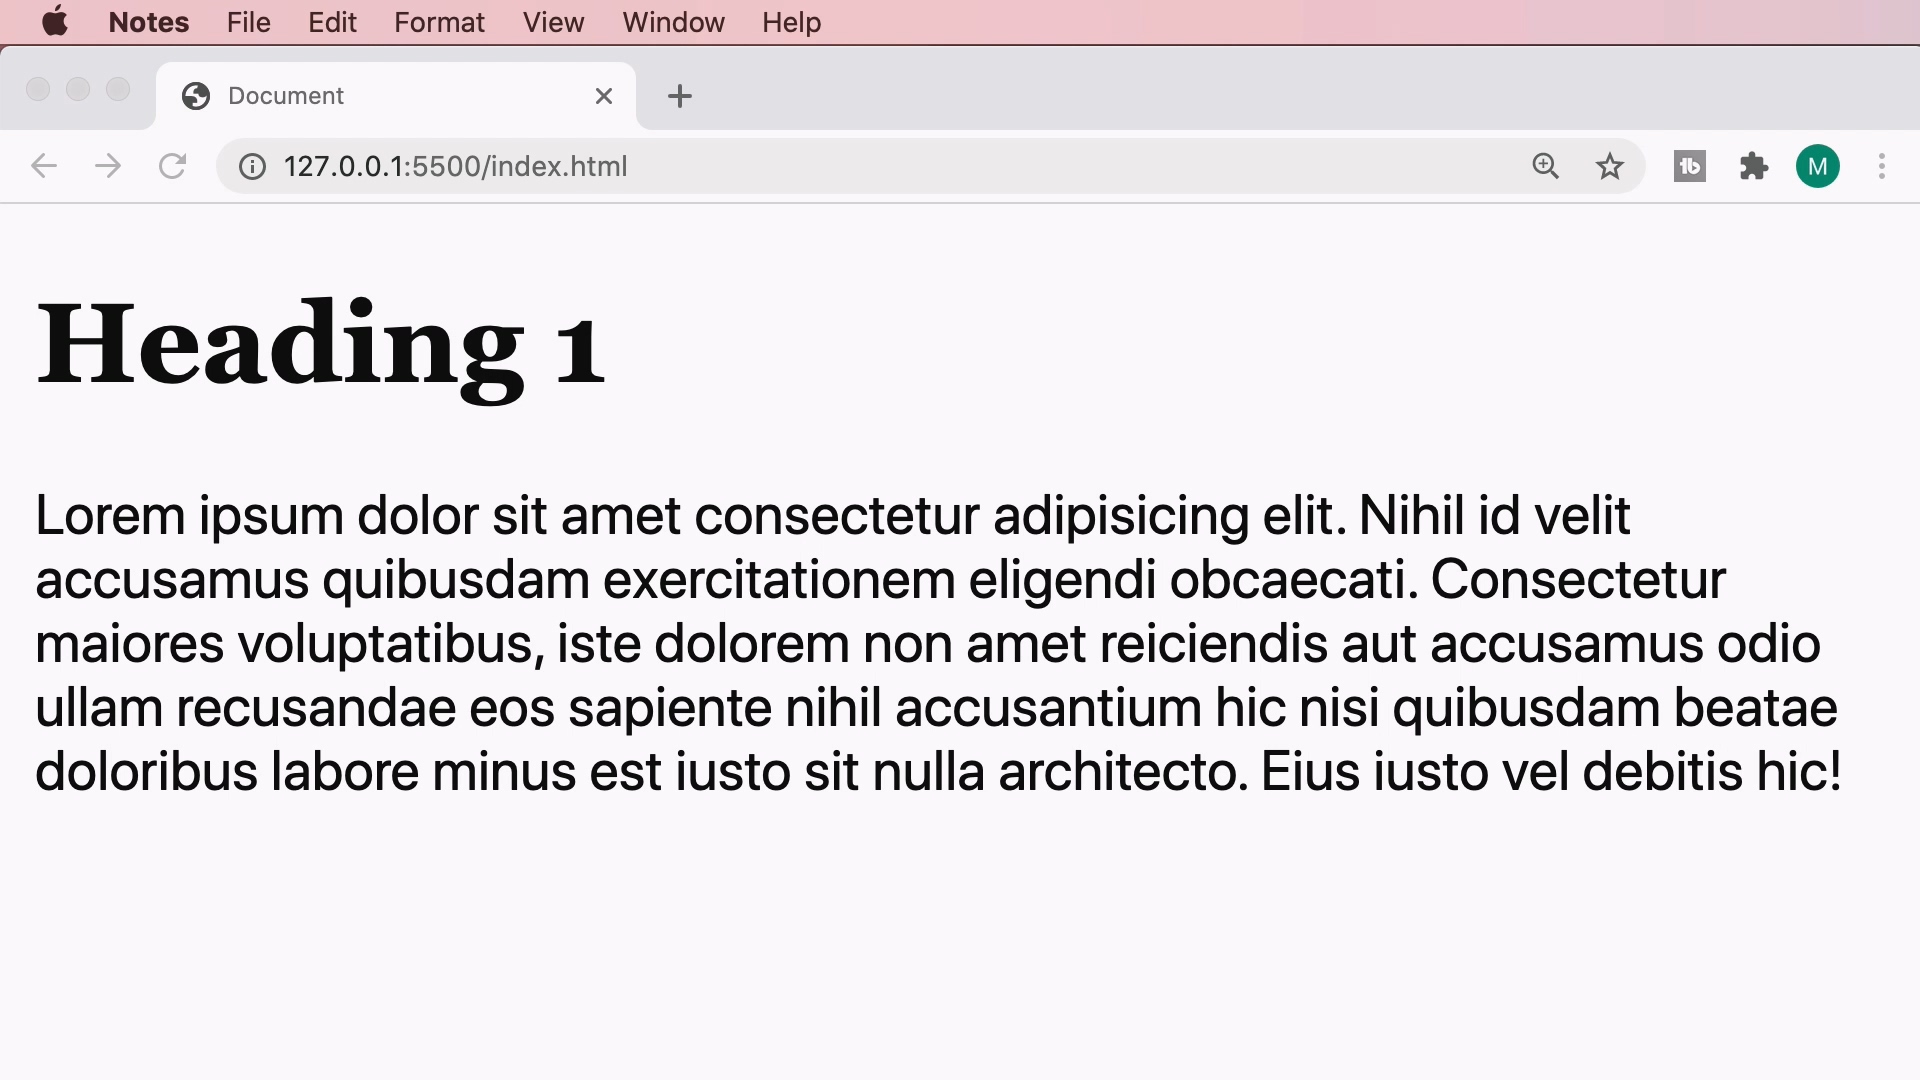 Notes File Edit Format View Window Help
Document
127.0.0.1:5500/index.html
M
Heading 1
Lorem ipsum dolor sit amet consectetur adipisicing elit. Nihil id velit
accusamus quibusdam exercitationem eligendi obcaecati. Consectetur
maiores voluptatibus, iste dolorem non amet reiciendis aut accusamus odio
ullam recusandae eos sapiente nihil accusantium hic nisi quibusdam beatae
doloribus labore minus est iusto sit nulla architecto. Eius iusto vel debitis hic!